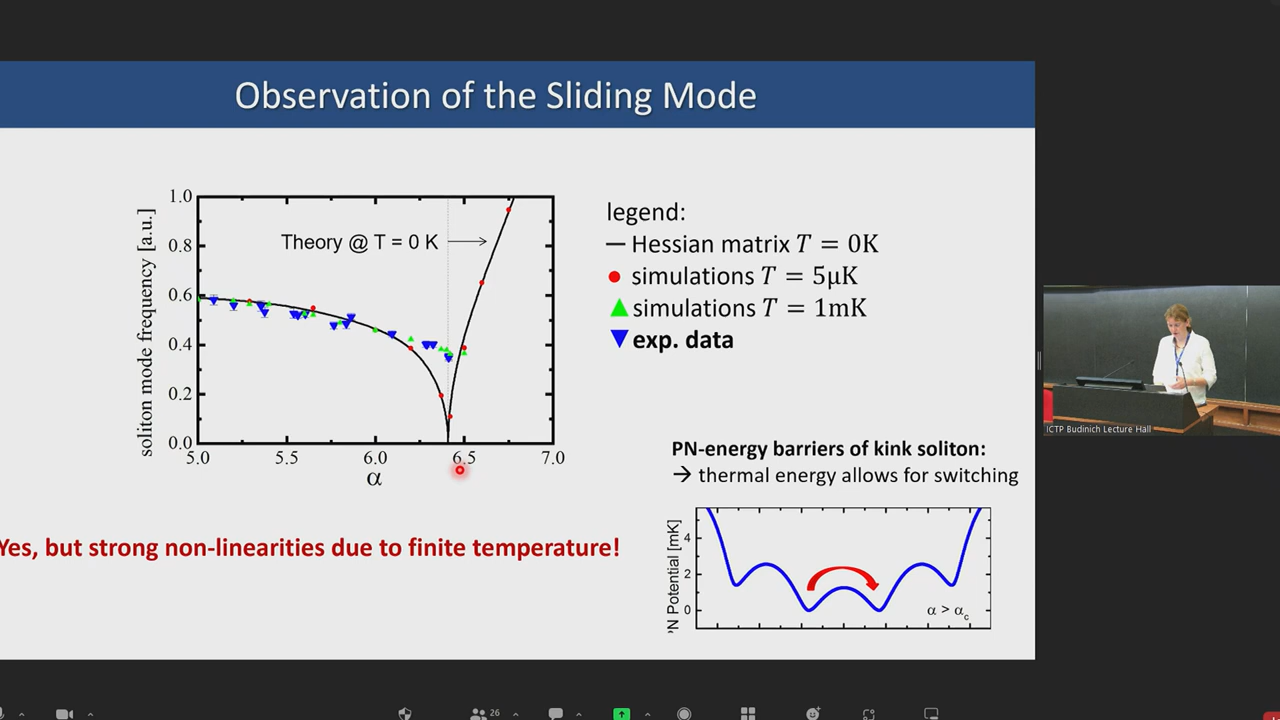 Observation of the Sliding Mode
soliton mode frequency [a.u.]
1.0
0.8
0.6
0.4
0.2
0.0
Theory @ T = 0 K
5.0 5.5 6.0 6.5 7.0
α
legend:
Hessian matrix T = 0K
simulations T = 5μK
simulations T = 1mK
exp. data
Yes, but strong non-linearities due to finite temperature!
PN-energy barriers of kink soliton:
→ thermal energy allows for switching
PN Potential [mK]
4
2
0
α > αc
ICTP Budinich Lecture Hall
26